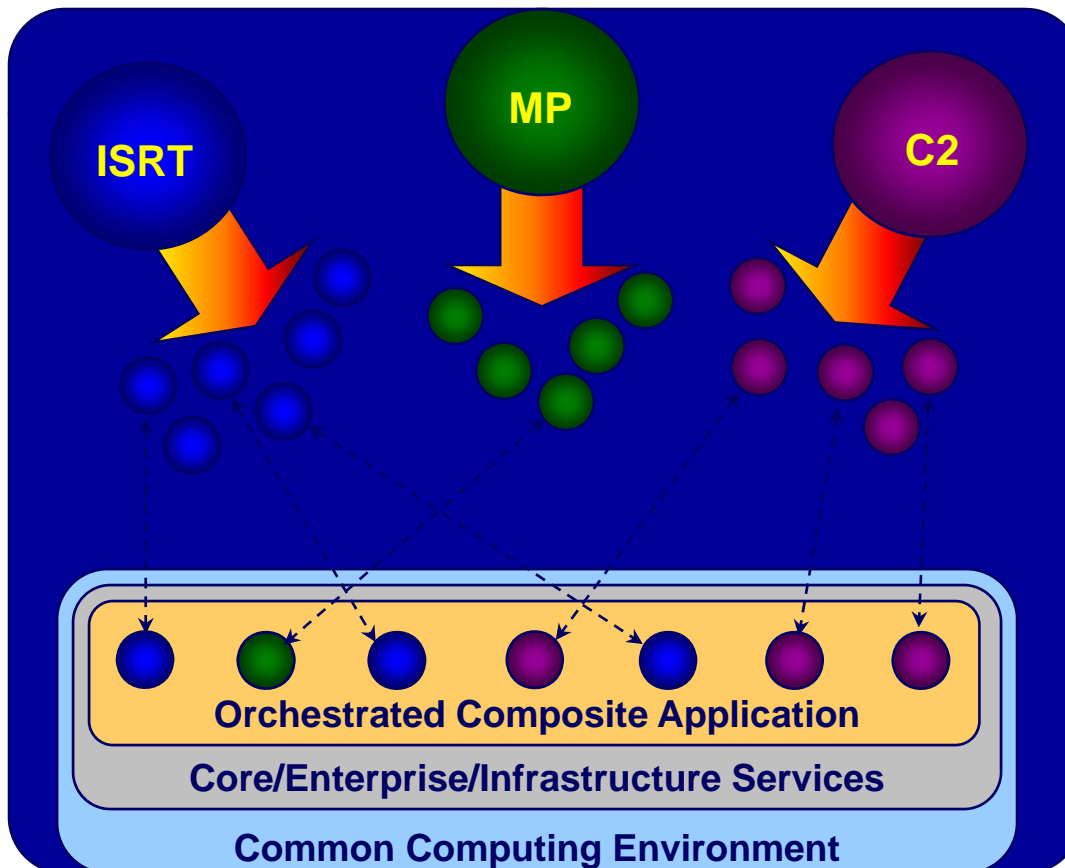 ISRT
MP
C2
Orchestrated Composite Application
Core/Enterprise/Infrastructure Services
Common Computing Environment